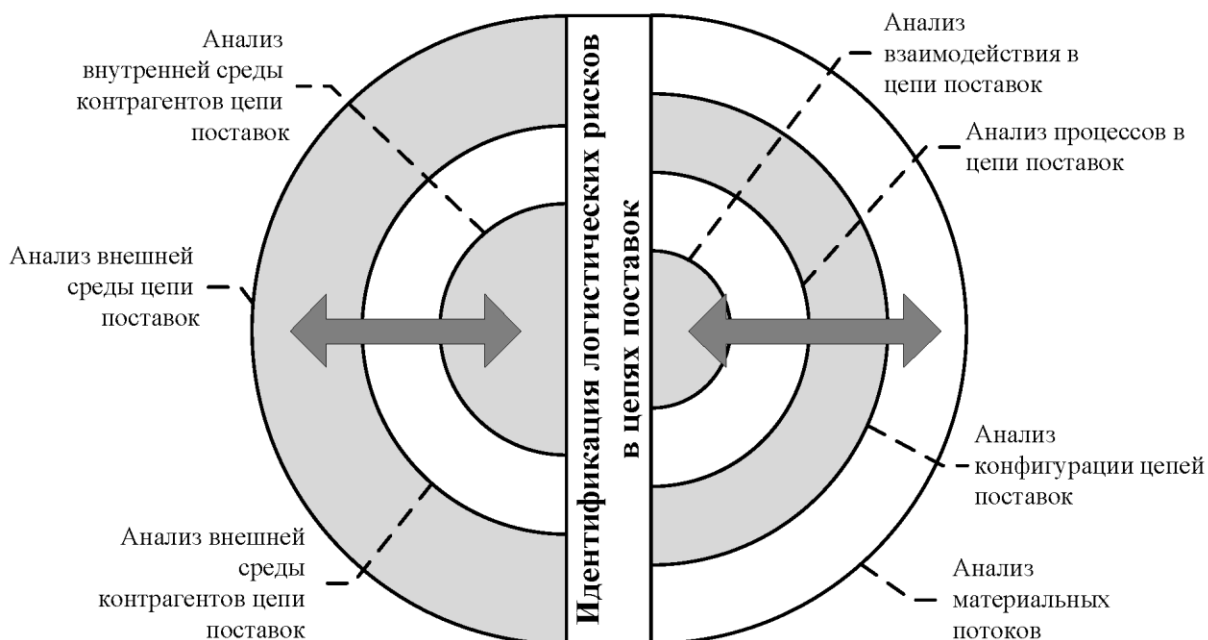 Анализ
внутренней среды
контрагентов цепи
поставок
Анализ внешней
среды цепи
поставок
Анализ внешней
среды
контрагентов цепи
поставок
Идентификация логистических рисков
в цепях поставок
Анализ
взаимодействия в
цепи поставок
Анализ процессов в
цепи поставок
Анализ
конфигурации цепей
поставок
Анализ
материальных
потоков